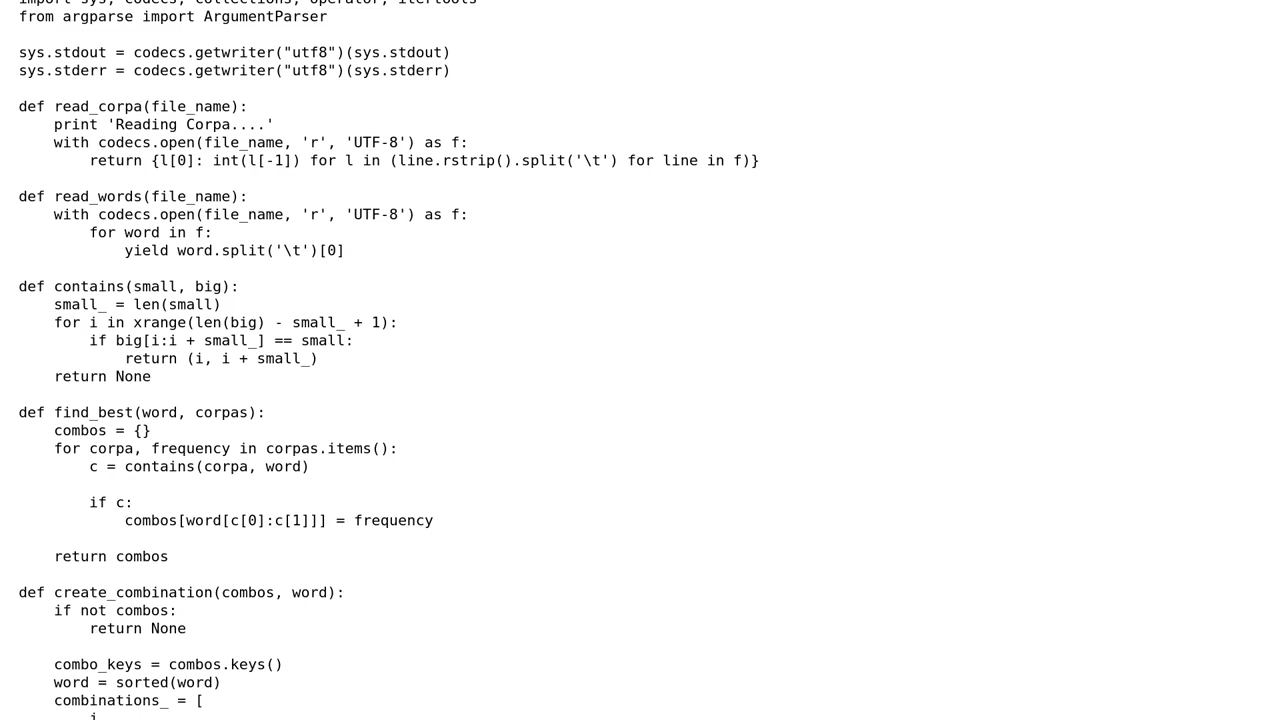 import sys, codecs, collections, operator, itertools
from argparse import ArgumentParser

sys.stdout = codecs.getwriter("utf8")(sys.stdout)
sys.stderr = codecs.getwriter("utf8")(sys.stderr)

def read_corpa(file_name):
    print 'Reading Corpa....'
    with codecs.open(file_name, 'r', 'UTF-8') as f:
        return {l[0]: int(l[-1]) for l in (line.rstrip().split('\t') for line in f)}

def read_words(file_name):
    with codecs.open(file_name, 'r', 'UTF-8') as f:
        for word in f:
            yield word.split('\t')[0]

def contains(small, big):
    small_ = len(small)
    for i in xrange(len(big) - small_ + 1):
        if big[i:i + small_] == small:
            return (i, i + small_)
    return None

def find_best(word, corpas):
    combos = {}
    for corpa, frequency in corpas.items():
        c = contains(corpa, word)

        if c:
            combos[word[c[0]:c[1]]] = frequency

    return combos

def create_combination(combos, word):
    if not combos:
        return None

    combo_keys = combos.keys()
    word = sorted(word)
    combinations_ = [